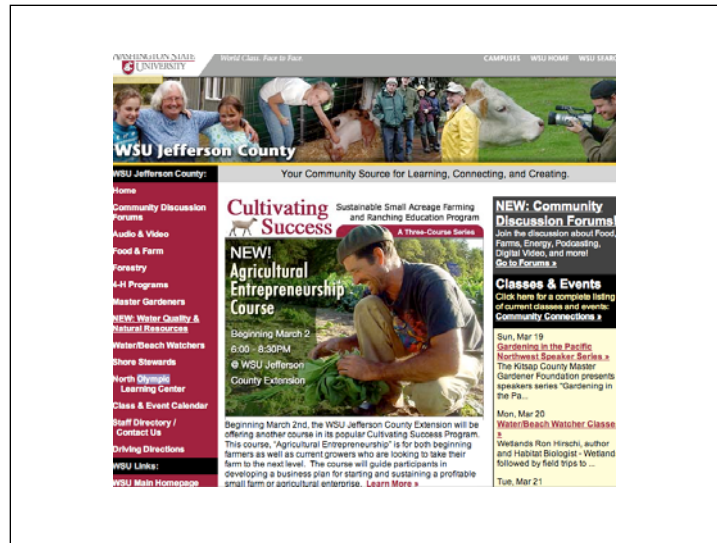 WASHINGTON STATE
UNIVERSITY
World Class. Face to Face.
CAMPUSES WSU HOME WSU SEARC
WSU Jefferson County
Your Community Source for Learning, Connecting, and Creating.
WSU Jefferson County:
Home
Community Discussion
Forums
Audio & Video
Food & Farm
Forestry
4-H Programs
Master Gardeners
NEW: Water Quality &
Natural Resources
Water/Beach Watchers
Shore Stewards
North Olympic
Learning Center
Class & Event Calendar
Staff Directory /
Contact Us
Driving Directions
WSU Links:
WSU Main Homepage
Cultivating
Success
Sustainable Small Acreage Farming
and Ranching Education Program
A Three-Course Series
NEW!
Agricultural
Entrepreneurship
Course
Beginning March 2
6:00 - 8:30PM
@ WSU Jefferson
County Extension
Beginning March 2nd, the WSU Jefferson County Extension will be
offering another course in its popular Cultivating Success Program.
This course, "Agricultural Entrepreneurship" is for both beginning
farmers as well as current growers who are looking to take their
farm to the next level. The course will guide participants in
developing a business plan for starting and sustaining a profitable
small farm or agricultural enterprise. Learn More »
NEW: Community
Discussion Forums!
Join the discussion about Food,
Farms, Energy, Podcasting,
Digital Video, and more!
Go to Forums »
Classes & Events
Click here for a complete listing
of current classes and events:
Community Connections »
Sun, Mar 19
Gardening in the Pacific
Northwest Speaker Series »
The Kitsap County Master
Gardener Foundation presents
speakers series "Gardening in
the Pa...
Mon, Mar 20
Water/Beach Watcher Classe
»
Wetlands Ron Hirschi, author
and Habitat Biologist - Wetland
followed by field trips to ...
Tue, Mar 21